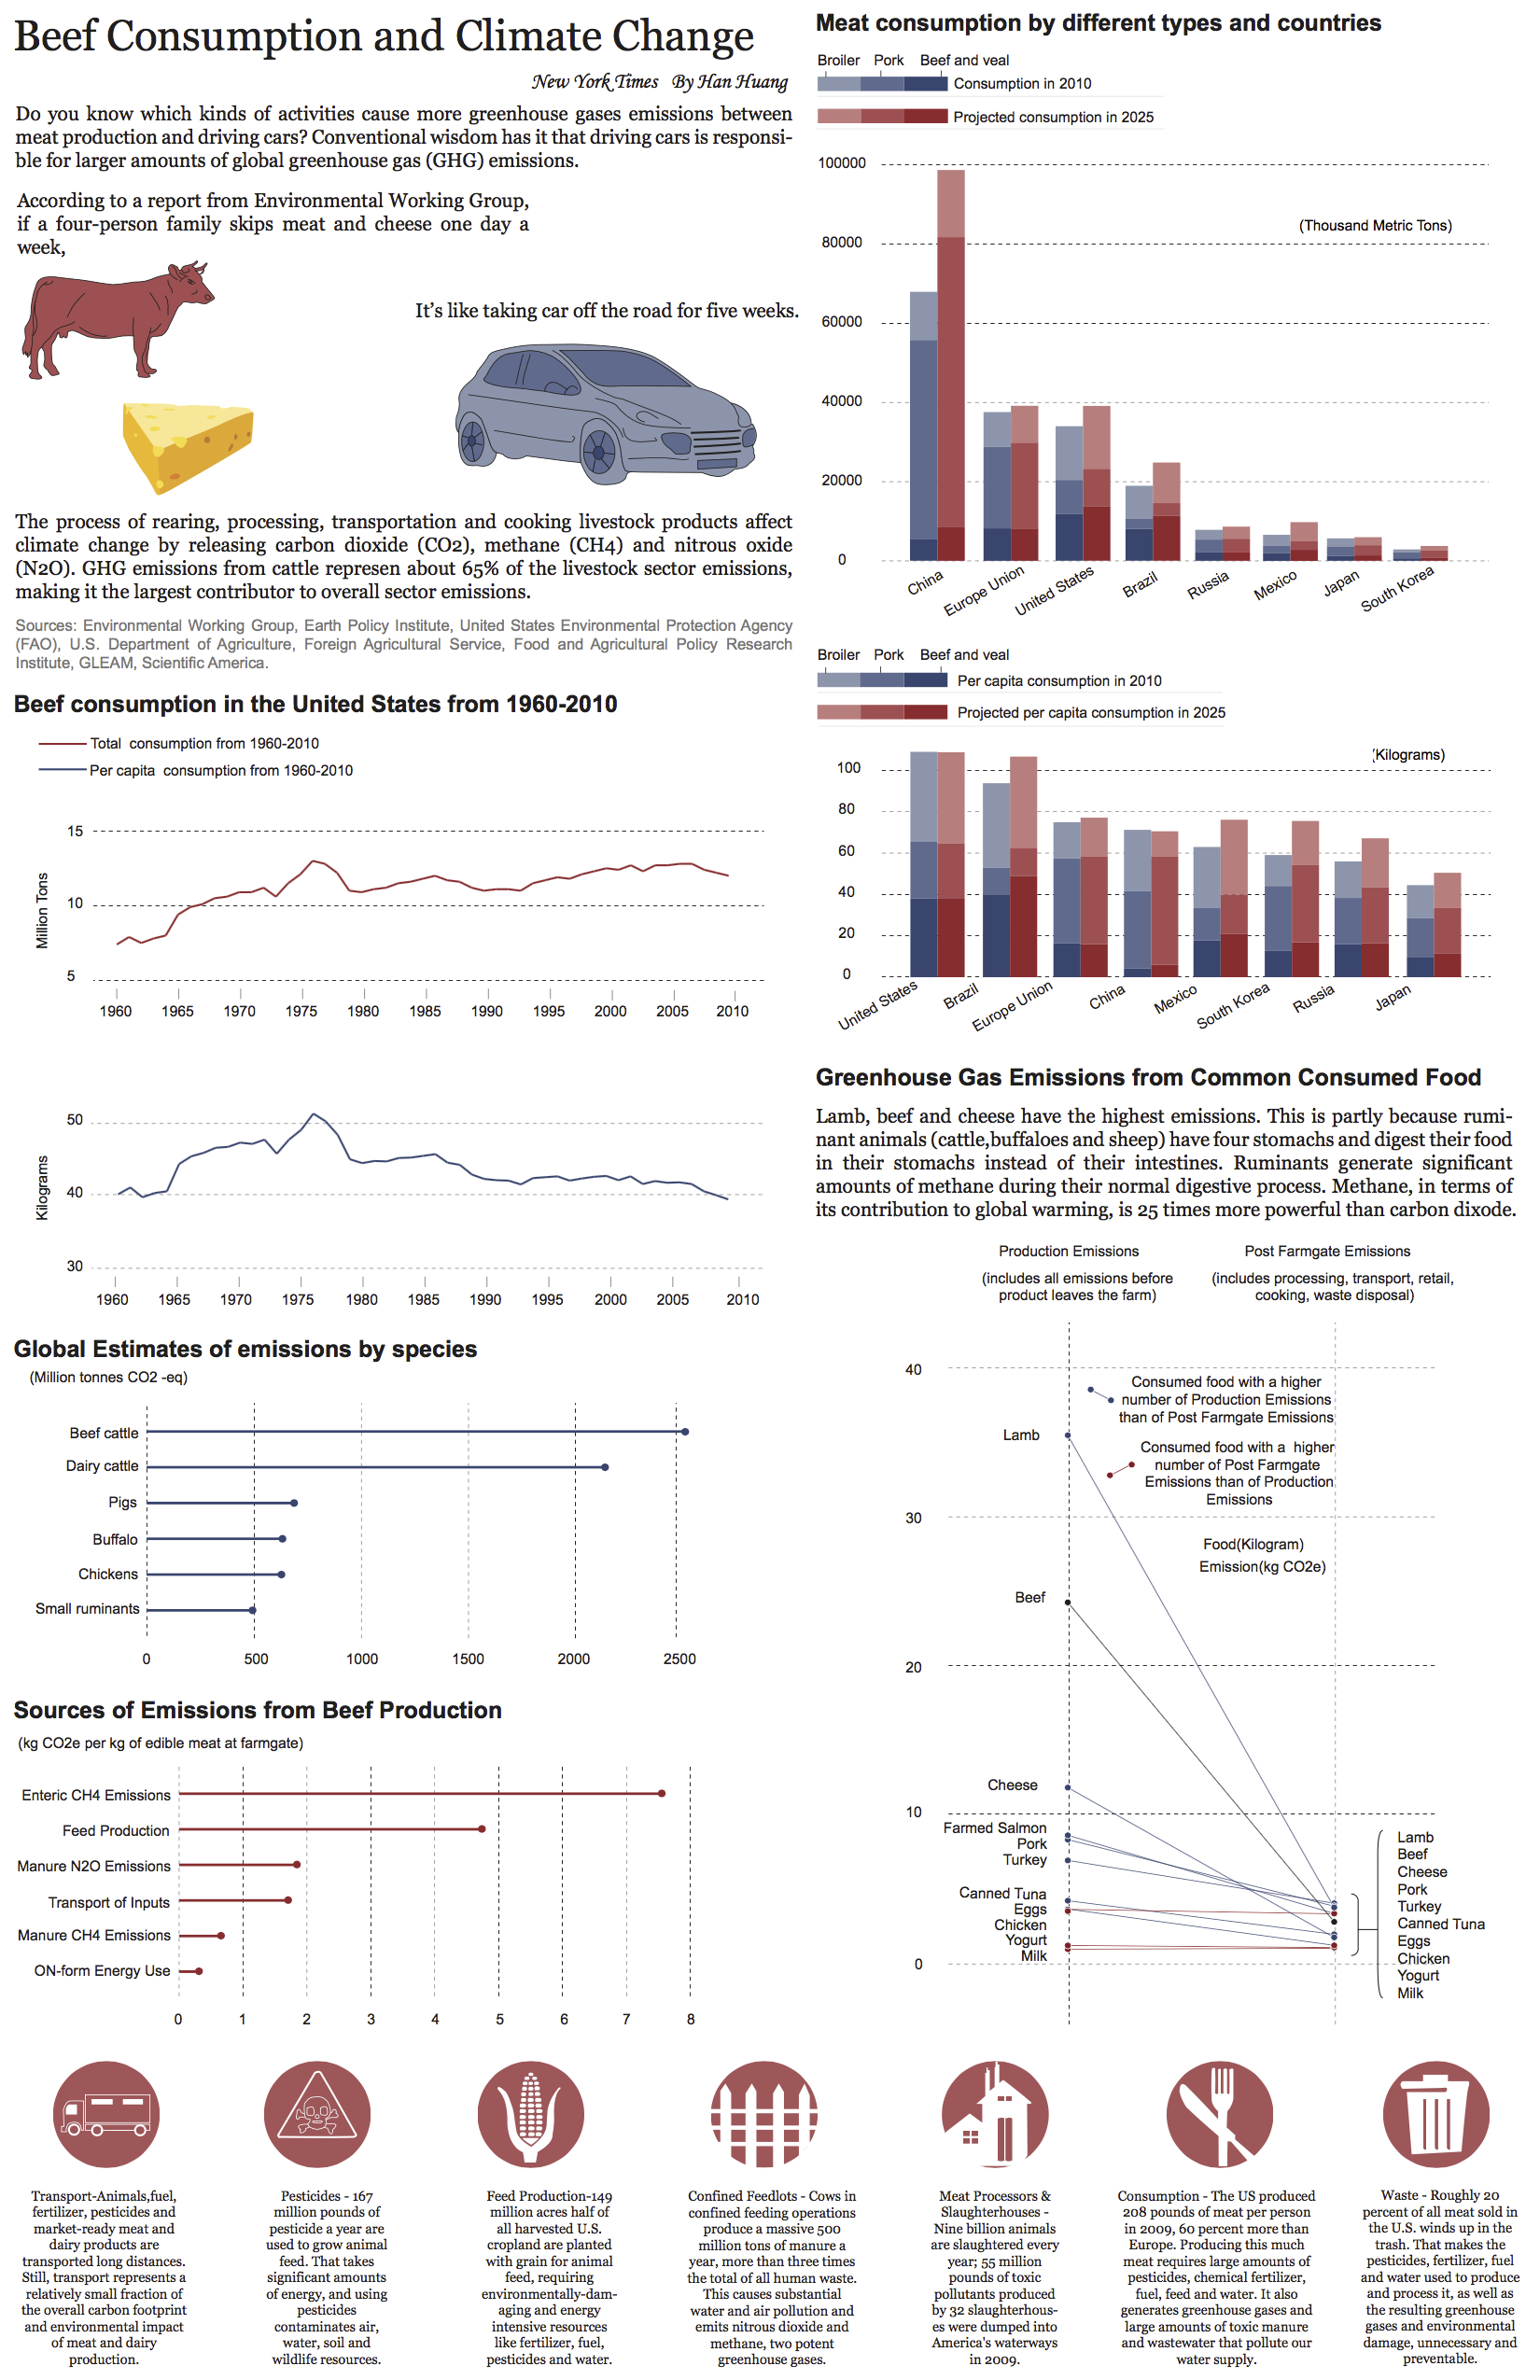 Beef Consumption and Climate Change
New York Times By Han Huang
Do you know which kinds of activities cause more greenhouse gases emissions between
meat production and driving cars? Conventional wisdom has it that driving cars is responsi-
ble for larger amounts of global greenhouse gas (GHG) emissions.
According to a report from Environmental Working Group,
if a four-person family skips meat and cheese one day a
week,
It's like taking car off the road for five weeks.
The process of rearing, processing, transportation and cooking livestock products affect
climate change by releasing carbon dioxide (CO2), methane (CH4) and nitrous oxide
(N2O). GHG emissions from cattle represen about 65% of the livestock sector emissions,
making it the largest contributor to overall sector emissions.
Sources: Environmental Working Group, Earth Policy Institute, United States Environmental Protection Agency
(FAO), U.S. Department of Agriculture, Foreign Agricultural Service, Food and Agricultural Policy Research
Institute, GLEAM, Scientific America.
Beef consumption in the United States from 1960-2010
Total consumption from 1960-2010
Per capita consumption from 1960-2010
Million Tons
15
10
5
1960 1965 1970 1975 1980 1985 1990 1995 2000 2005 2010
Kilograms
50
40
30
1960 1965 1970 1975 1980 1985 1990 1995 2000 2005 2010
Global Estimates of emissions by species
(Million tonnes CO2 -eq)
Beef cattle
Dairy cattle
Pigs
Buffalo
Chickens
Small ruminants
0 500 1000 1500 2000 2500
Sources of Emissions from Beef Production
(kg CO2e per kg of edible meat at farmgate)
Enteric CH4 Emissions
Feed Production
Manure N2O Emissions
Transport of Inputs
Manure CH4 Emissions
ON-form Energy Use
0 1 2 3 4 5 6 7 8
Meat consumption by different types and countries
Broiler Pork Beef and veal
Consumption in 2010
Projected consumption in 2025
(Thousand Metric Tons)
100000
80000
60000
40000
20000
0
China Europe Union United States Brazil Russia Mexico Japan South Korea
Broiler Pork Beef and veal
Per capita consumption in 2010
Projected per capita consumption in 2025
(Kilograms)
100
80
60
40
20
0
United States Brazil Europe Union China Mexico South Korea Russia Japan
Greenhouse Gas Emissions from Common Consumed Food
Lamb, beef and cheese have the highest emissions. This is partly because rumi-
nant animals (cattle,buffaloes and sheep) have four stomachs and digest their food
in their stomachs instead of their intestines. Ruminants generate significant
amounts of methane during their normal digestive process. Methane, in terms of
its contribution to global warming, is 25 times more powerful than carbon dixode.
Production Emissions
(includes all emissions before
product leaves the farm)
Post Farmgate Emissions
(includes processing, transport, retail,
cooking, waste disposal)
40
30
20
10
0
Consumed food with a higher
number of Production Emissions
than of Post Farmgate Emissions
Consumed food with a higher
number of Post Farmgate
Emissions than of Production
Emissions
Food(Kilogram)
Emission(kg CO2e)
Lamb
Beef
Cheese
Farmed Salmon
Pork
Turkey
Canned Tuna
Eggs
Chicken
Yogurt
Milk
Lamb
Beef
Cheese
Pork
Turkey
Canned Tuna
Eggs
Chicken
Yogurt
Milk
Transport-Animals,fuel,
fertilizer, pesticides and
market-ready meat and
dairy products are
transported long distances.
Still, transport represents a
relatively small fraction of
the overall carbon footprint
and environmental impact
of meat and dairy
production.
Pesticides - 167
million pounds of
pesticide a year are
used to grow animal
feed. That takes
significant amounts
of energy, and using
pesticides
contaminates air,
water, soil and
wildlife resources.
Feed Production-149
million acres half of
all harvested U.S.
cropland are planted
with grain for animal
feed, requiring
environmentally-dam-
aging and energy
intensive resources
like fertilizer, fuel,
pesticides and water.
Confined Feedlots - Cows in
confined feeding operations
produce a massive 500
million tons of manure a
year, more than three times
the total of all human waste.
This causes substantial
water and air pollution and
emits nitrous dioxide and
methane, two potent
greenhouse gases.
Meat Processors &
Slaughterhouses -
Nine billion animals
are slaughtered every
year; 55 million
pounds of toxic
pollutants produced
by 32 slaughterhous-
es were dumped into
America's waterways
in 2009.
Consumption - The US produced
208 pounds of meat per person
in 2009, 60 percent more than
Europe. Producing this much
meat requires large amounts of
pesticides, chemical fertilizer,
fuel, feed and water. It also
generates greenhouse gases and
large amounts of toxic manure
and wastewater that pollute our
water supply.
Waste - Roughly 20
percent of all meat sold in
the U.S. winds up in the
trash. That makes the
pesticides, fertilizer, fuel
and water used to produce
and process it, as well as
the resulting greenhouse
gases and environmental
damage, unnecessary and
preventable.